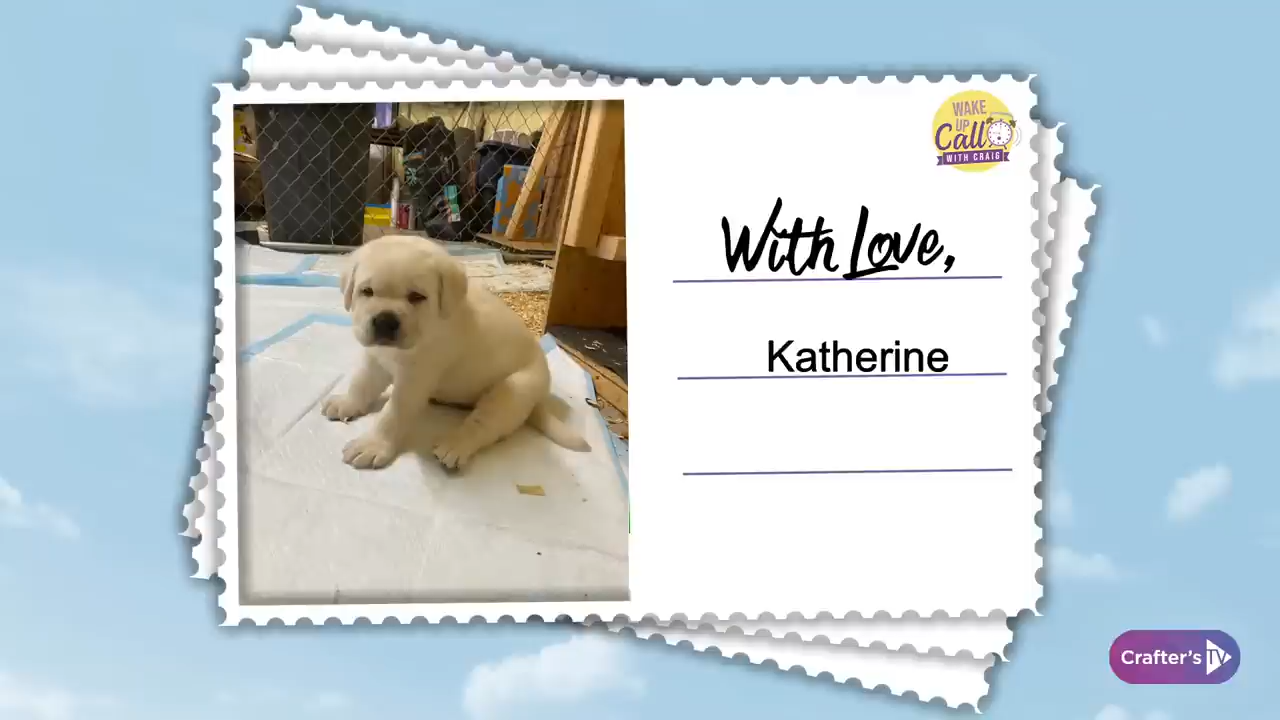 WAKE
UP
Call
WITH CRAIG
With Love,
Katherine
Crafter's TV